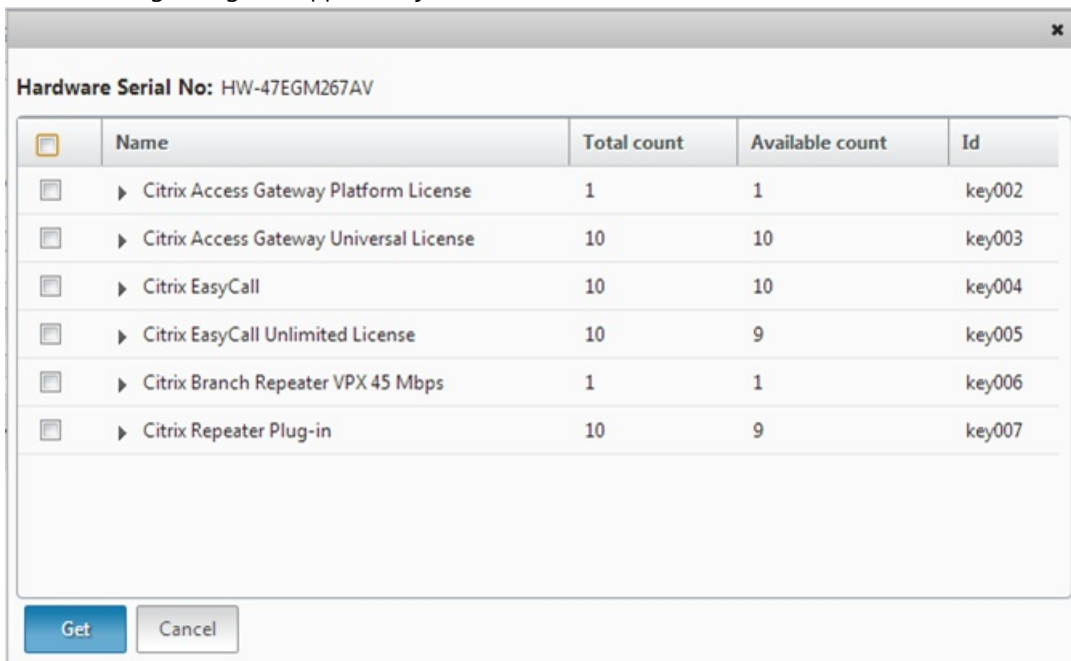 Hardware Serial No: HW-47EGM267AV
Name Total count Available count Id
Citrix Access Gateway Platform License 1 1 key002
Citrix Access Gateway Universal License 10 10 key003
Citrix EasyCall 10 10 key004
Citrix EasyCall Unlimited License 10 9 key005
Citrix Branch Repeater VPX 45 Mbps 1 1 key006
Citrix Repeater Plug-in 10 9 key007
Get Cancel